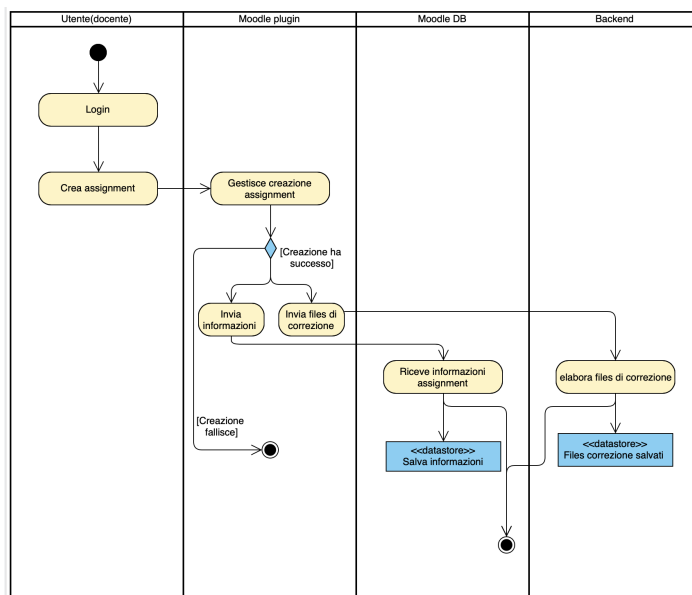 Utente(docente)
Moodle plugin
Moodle DB
Backend
Login
Crea assignment
Gestisce creazione
assignment
[Creazione ha
successo]
Invia
informazioni
Invia files di
correzione
Riceve informazioni
assignment
elabora files di correzione
[Creazione
fallisce]
<<datastore>>
Salva informazioni
<<datastore>>
Files correzione salvati